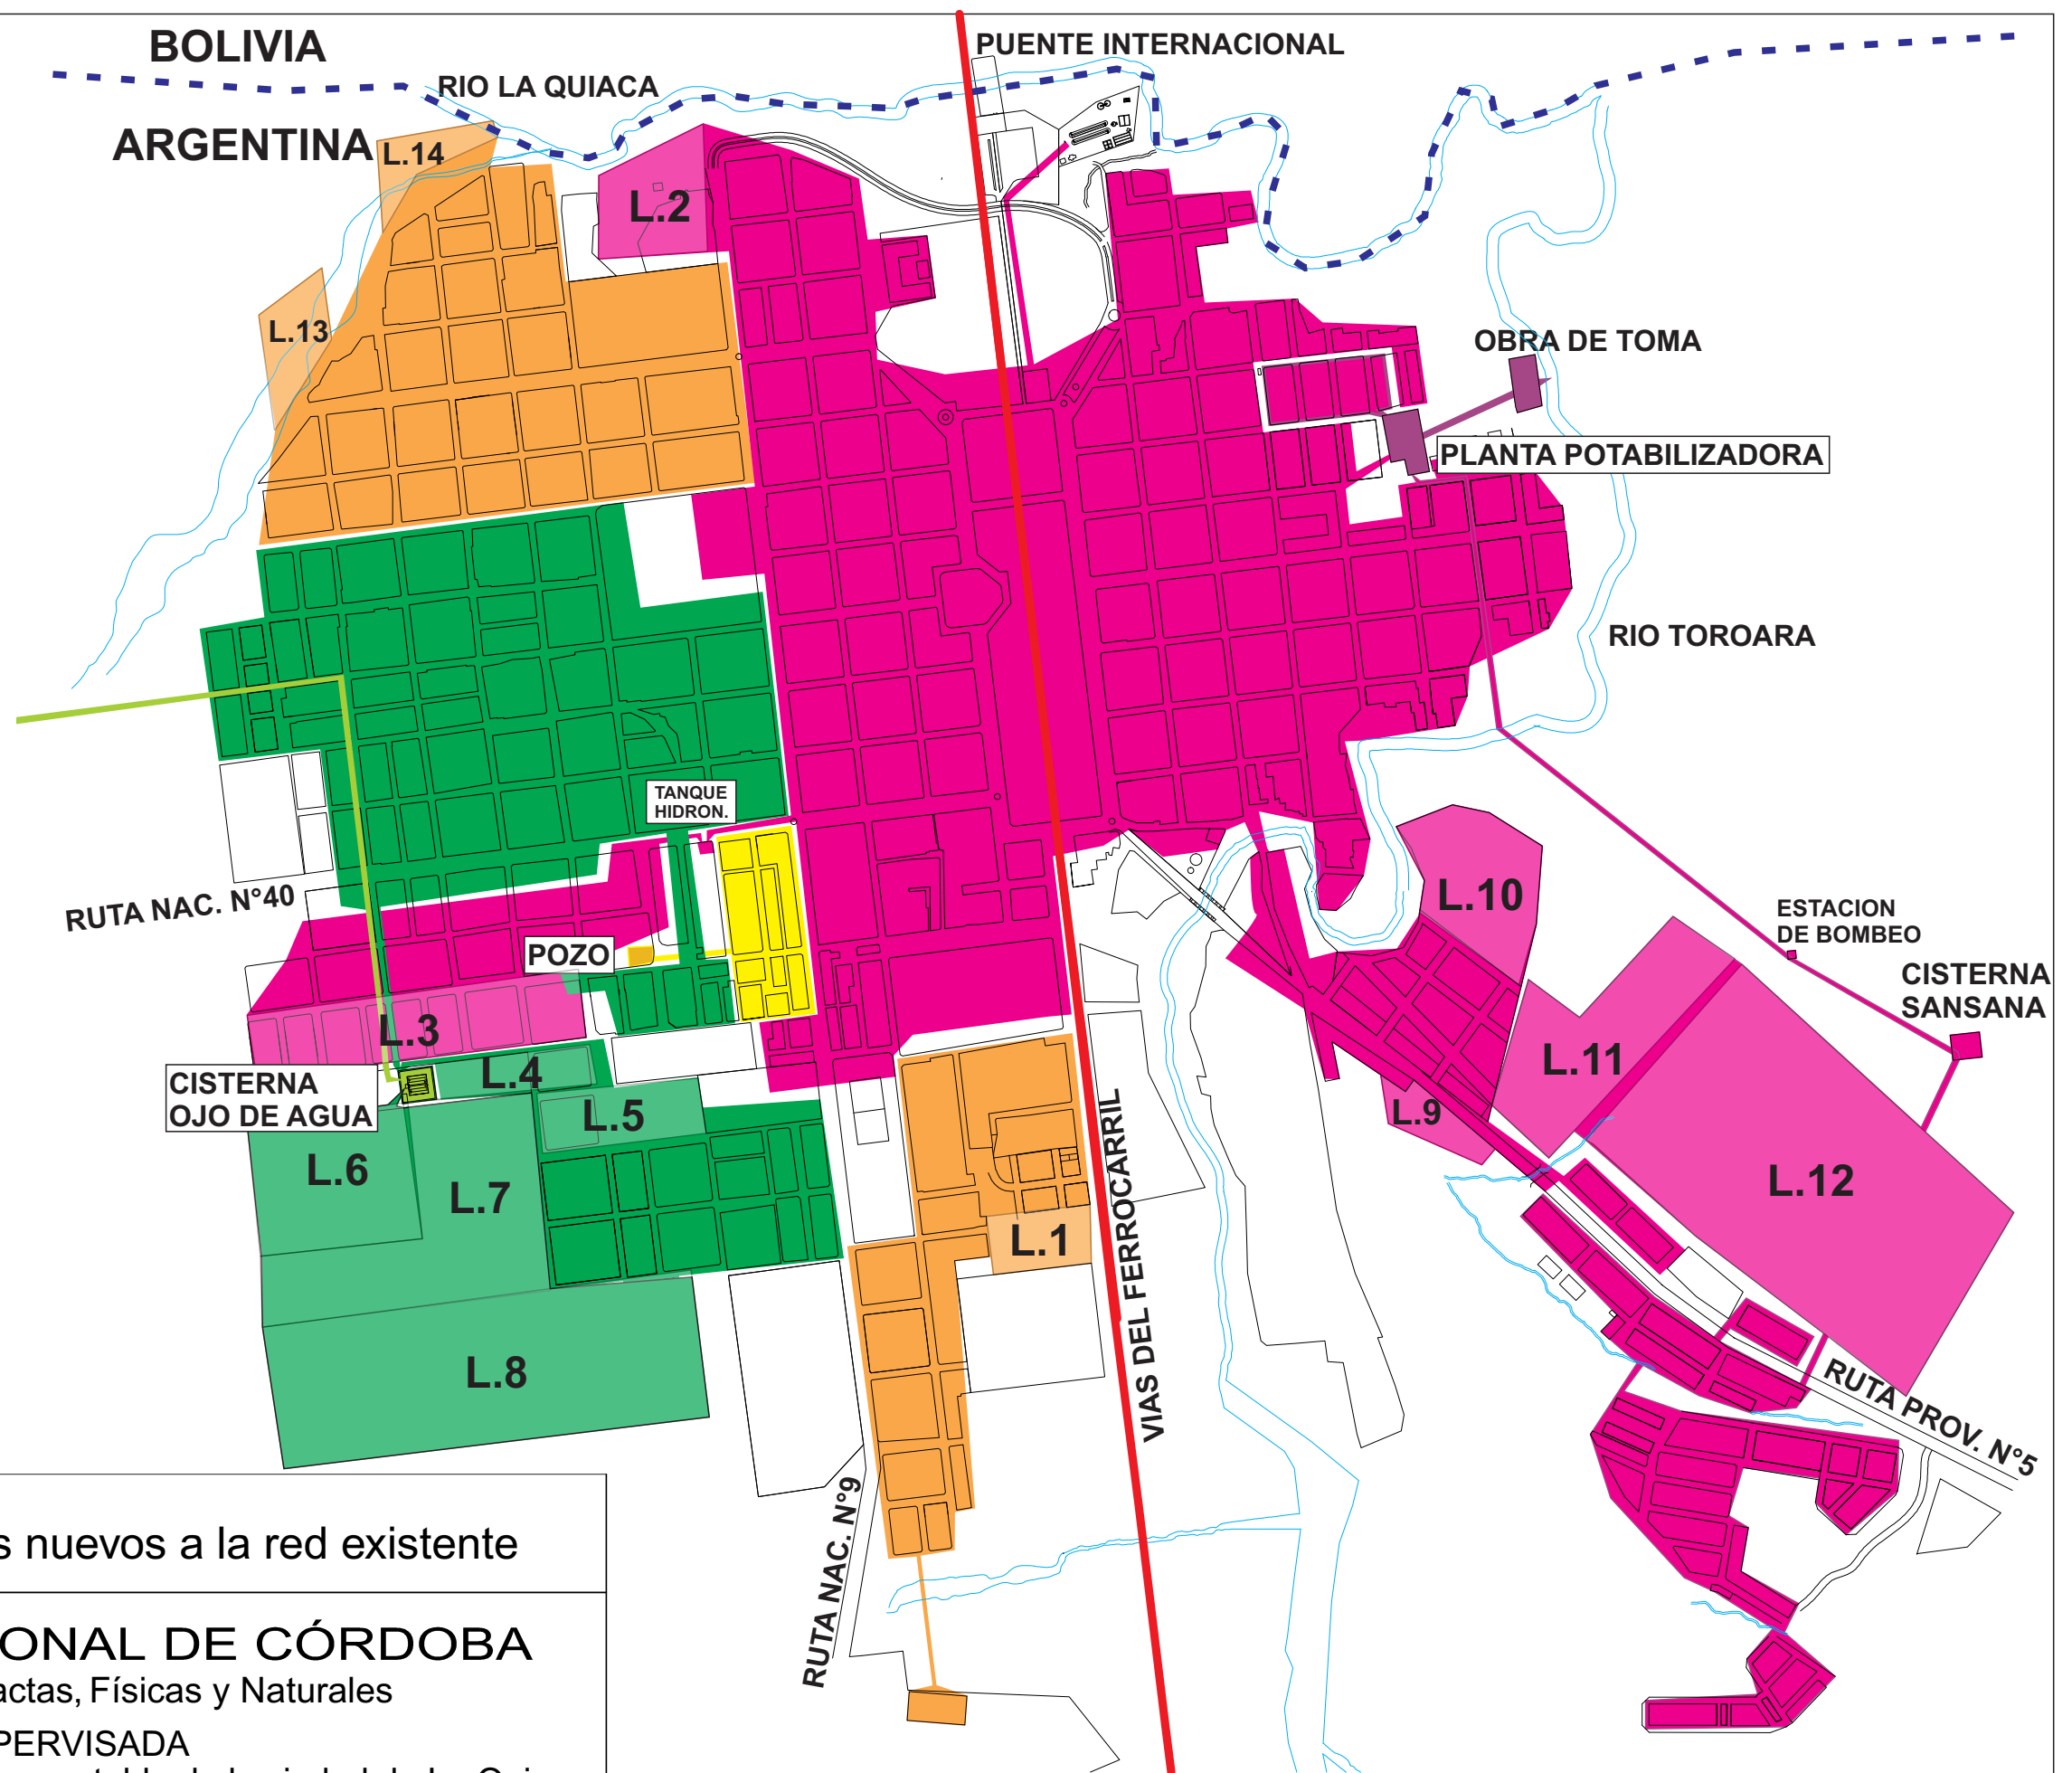 BOLIVIA
PUENTE INTERNACIONAL
RIO LA QUIACA
ARGENTINA
L.14
L.2
L.13
OBRA DE TOMA
PLANTA POTABILIZADORA
RIO TOROARA
TANQUE
HIDRON.
RUTA NAC. N°40
L.10
ESTACION
DE BOMBEO
POZO
CISTERNA
SANSANA
L.3
L.11
L.4
CISTERNA
OJO DE AGUA
L.5
L.9
L.6
L.7
L.12
L.1
VIAS DEL FERROCARRIL
L.8
RUTA PROV. N°5
RUTA NAC. N°9
s nuevos a la red existente
ONAL DE CÓRDOBA
actas, Físicas y Naturales
PERVISADA